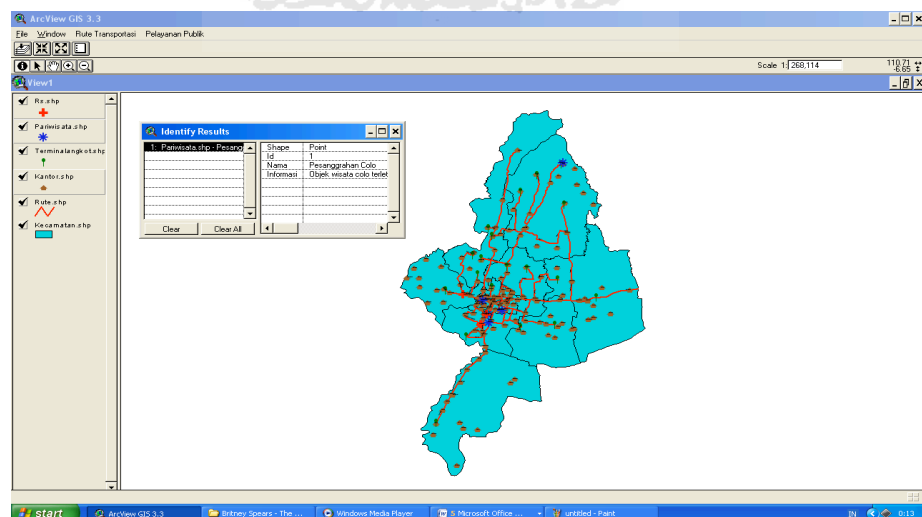 ArcView GIS 3.3
File Window Rute Transportasi Pelayanan Publik
Scale 1: 268,114
110.71
-6.65
View1
Rs.shp
Pariwisata.shp
Terminalangkot.shp
Kantor.shp
Rute.shp
Kecamatan.shp
Identify Results
1: Pariwisata.shp - Pesang
Shape Point
Id 1
Nama Pesanggrahan Colo
Informasi Objek wisata colo terlet
Clear Clear All
start ArcView GIS 3.3 Britney Spears - The ... Windows Media Player 5 Microsoft Office ... untitled - Paint IN 0:13